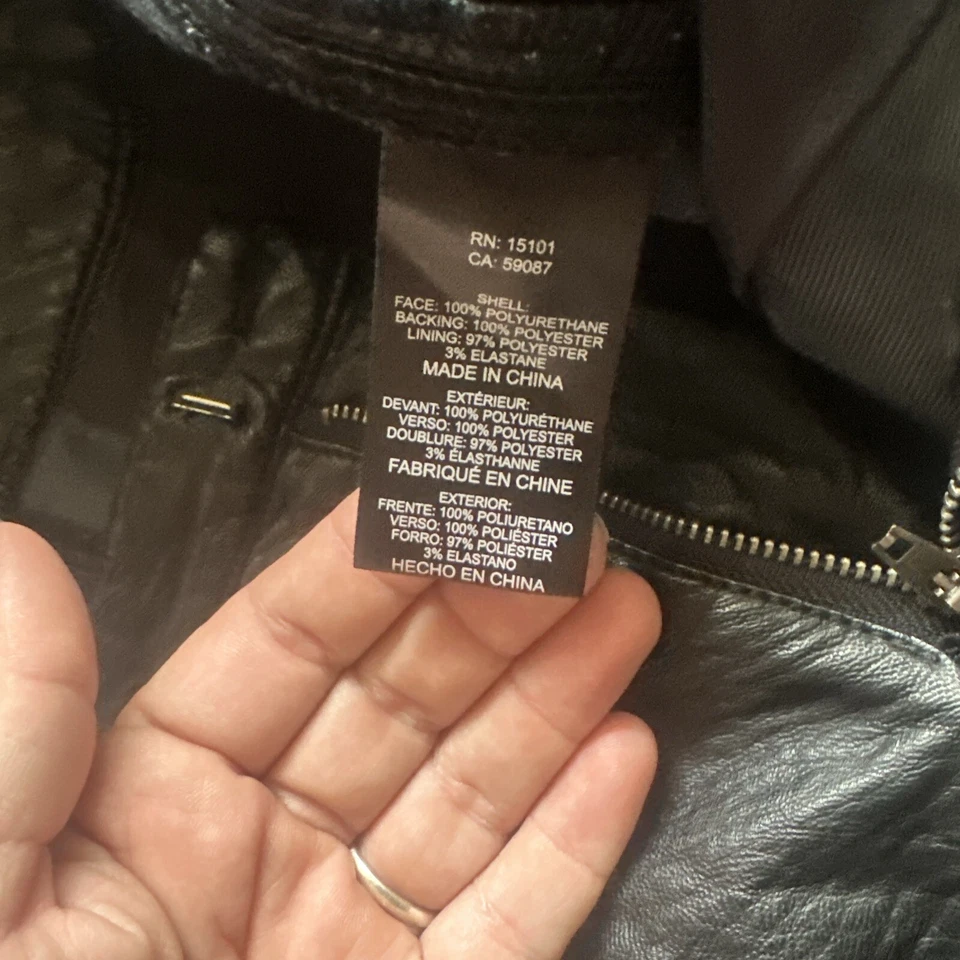 RN: 15101
CA: 59087
SHELL:
FACE: 100% POLYURETHANE
BACKING: 100% POLYESTER
LINING: 97% POLYESTER
3% ELASTANE
MADE IN CHINA
EXTÉRIEUR:
DEVANT: 100% POLYURÉTHANE
VERSO: 100% POLYESTER
DOUBLURE: 97% POLYESTER
3% ÉLASTHANNE
FABRIQUÉ EN CHINE
EXTERIOR:
FRENTE: 100% POLIURETANO
VERSO: 100% POLIÉSTER
FORRO: 97% POLIÉSTER
3% ELASTANO
HECHO EN CHINA